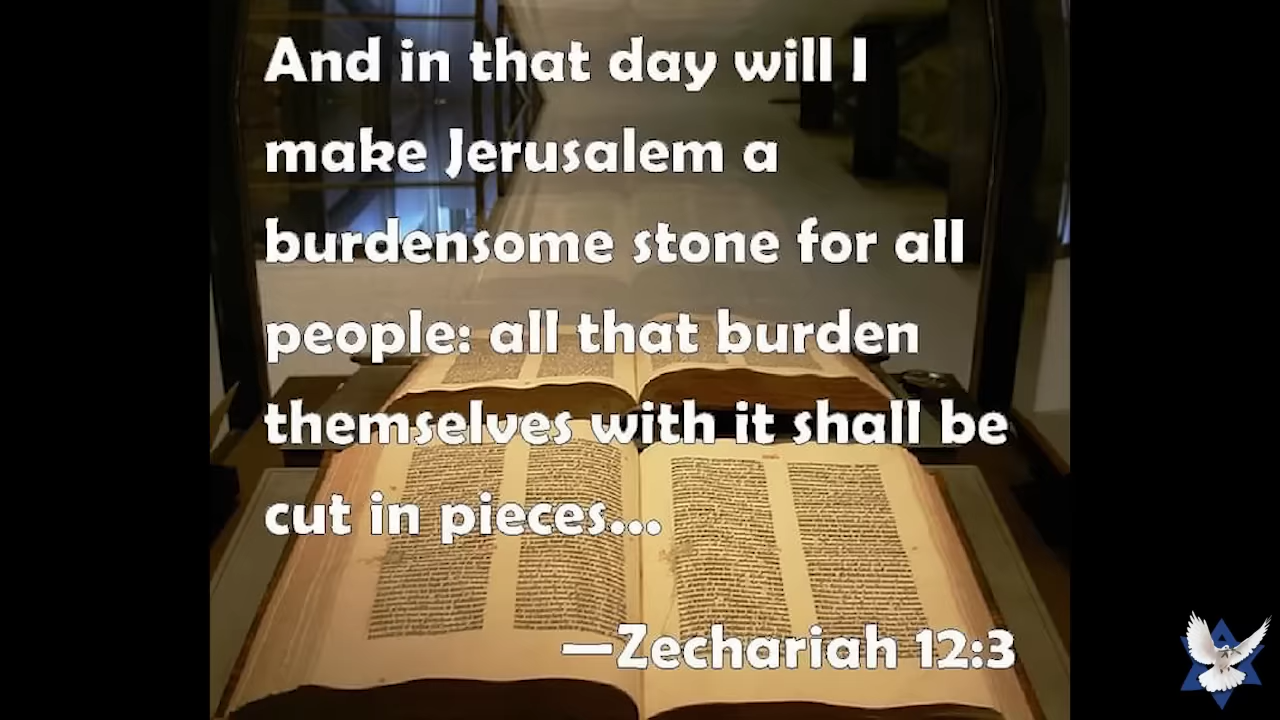 And in that day will I
make Jerusalem a
burdensome stone for all
people: all that burden
themselves with it shall be
cut in pieces...
—Zechariah 12:3